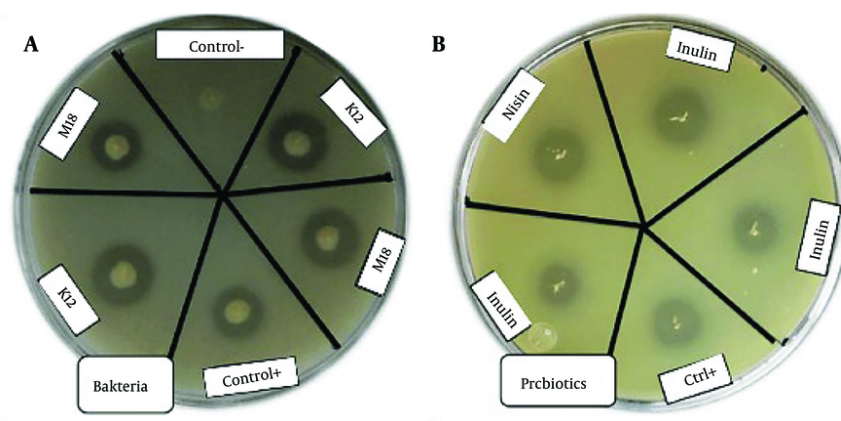 A
Control-
K12
M18
M18
K12
Control+
Bakteria
B
Inulin
Nisin
Inulin
Inulin
Ctrl+
Prcbiotics